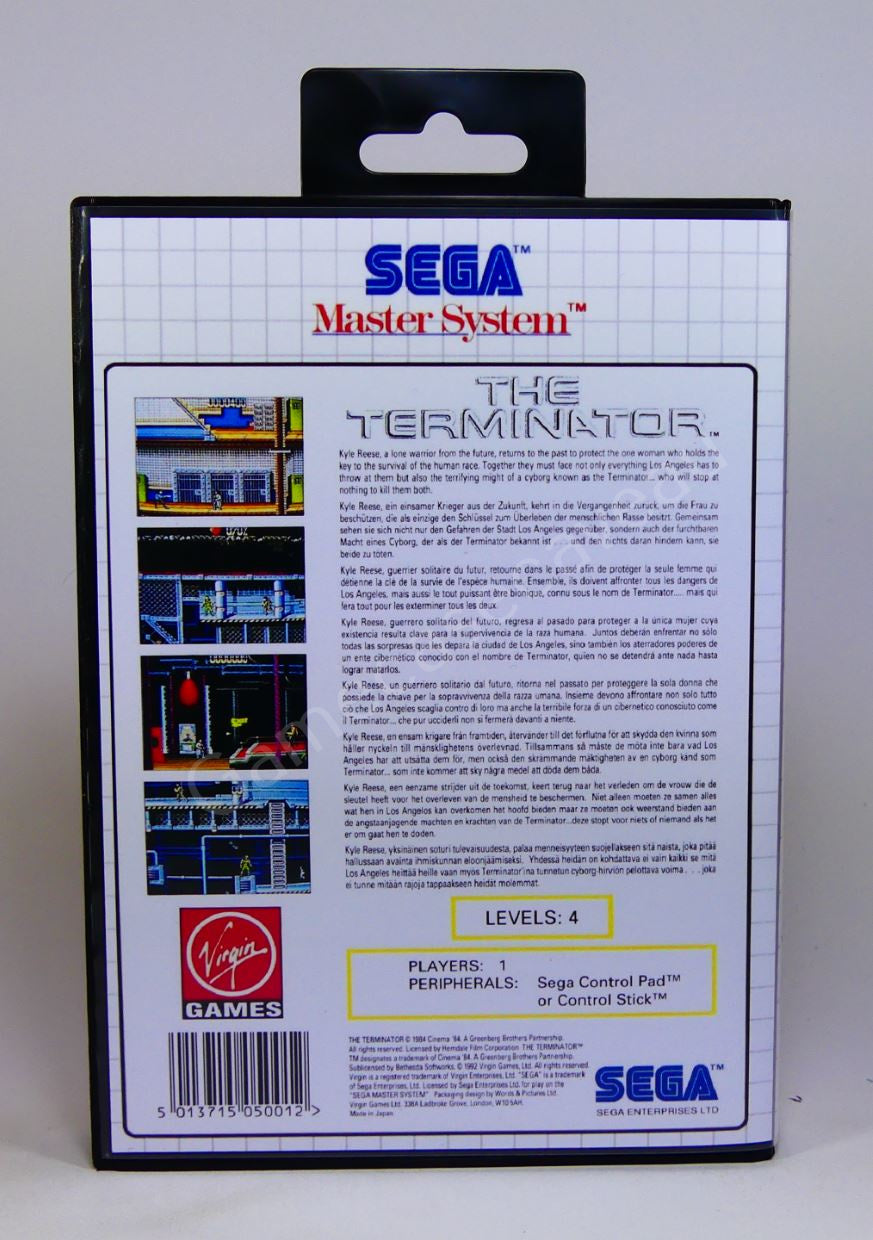 SEGA™
Master System™
THE
TERMINATOR™
Kyle Reese, a lone warrior from the future, returns to the past to protect the one woman who holds the
key to the survival of the human race. Together they must face not only everything Los Angeles has to
throw at them but also the terrifying might of a cyborg known as the Terminator... who will stop at
nothing to kill them both.
Kyle Reese, ein einsamer Krieger aus der Zukunft, kehrt in die Vergangenheit zurück, um die Frau zu
beschützen, die als einzige den Schlüssel zum Überleben der menschlichen Rasse besitzt. Gemeinsam
sehen sie sich nicht nur den Gefahren der Stadt Los Angeles gegenüber, sondern auch der furchtbaren
Macht eines Cyborg, der als der Terminator bekannt ist ... und den nichts daran hindern kann, sie
beide zu töten.
Kyle Reese, guerrier solitaire du futur, retourne dans le passé afin de protéger la seule femme qui
détienne la clé de la survie de l'espèce humaine. Ensemble, ils doivent affronter tous les dangers de
Los Angeles, mais aussi le tout puissant être bionique, connu sous le nom de Terminator.... mais qui
fera tout pour les exterminer tous les deux.
Kyle Reese, guerrero solitario del futuro, regresa al pasado para proteger a la única mujer cuya
existencia resulta clave para la supervivencia de la raza humana. Juntos deberán enfrentar no sólo
todas las sorpresas que les depara la ciudad de Los Angeles, sino también los aterradores poderes de
un ente cibernético conocido con el nombre de Terminator, quien no se detendrá ante nada hasta
lograr matarlos.
Kyle Reese, un guerriero solitario dal futuro, ritorna nel passato per proteggere la sola donna che
possiede la chiave per la sopravvivenza della razza umana. Insieme devono affrontare non solo tutto
ciò che Los Angeles scaglia contro di loro ma anche la terribile forza di un cibernetico conosciuto come
il Terminator... che pur ucciderli non si fermerà davanti a niente.
Kyle Reese, en ensam krigare från framtiden, återvänder till det förflutna för att skydda den kvinna som
håller nyckeln till mänsklighetens överlevnad. Tillsammans så måste de möta inte bara vad Los
Angeles har att utsätta dem för, men också den skrämmande mäktigheten av en cyborg känd som
Terminator... som inte kommer att sky några medel att döda dem båda.
Kyle Reese, een eenzame strijder uit de toekomst, keert terug naar het verleden om de vrouw die de
sleutel heeft voor het overleven van de mensheid te beschermen. Niet alleen moeten ze samen alles
wat hen in Los Angelos kan overkomen het hoofd bieden maar ze moeten ook weerstand bieden aan
de angstaanjagende machten en krachten van de Terminator...deze stopt voor niets of niemand als het
er om gaat hen te doden.
Kyle Reese, yksinäinen soturi tulevaisuudesta, palaa menneisyyteen suojellakseen sitä naista, joka pitää
hallussaan avainta ihmiskunnan eloonjäämiseksi. Yhdessä heidän on kohdattava ei vain kaikki se mitä
Los Angeles heittää heille vaan myös Terminator'ina tunnetun cyborg-hirviön pelottava voima . . . joka
ei tunne mitään rajoja tappaakseen heidät molemmat.
LEVELS: 4
PLAYERS: 1
PERIPHERALS: Sega Control Pad™
or Control Stick™
Virgin
GAMES
5 013715 050012 >
THE TERMINATOR © 1984 Cinema '84. A Greenberg Brothers Partnership.
All rights reserved. Licensed by Hemdale Film Corporation. THE TERMINATOR™
TM designates a trademark of Cinema '84. A Greenberg Brothers Partnership.
Sublicensed by Bethesda Softworks. © 1992 Virgin Games, Ltd. All rights reserved.
Virgin is a registered trademark of Virgin Enterprises, Ltd. "SEGA" is a trademark
of Sega Enterprises, Ltd. Licensed by Sega Enterprises Ltd. for play on the
"SEGA MASTER SYSTEM" Packaging design by Words & Pictures Ltd.
Virgin Games Ltd. 338A Ladbroke Grove, London, W10 5AH.
Made in Japan
SEGA™
SEGA ENTERPRISES LTD